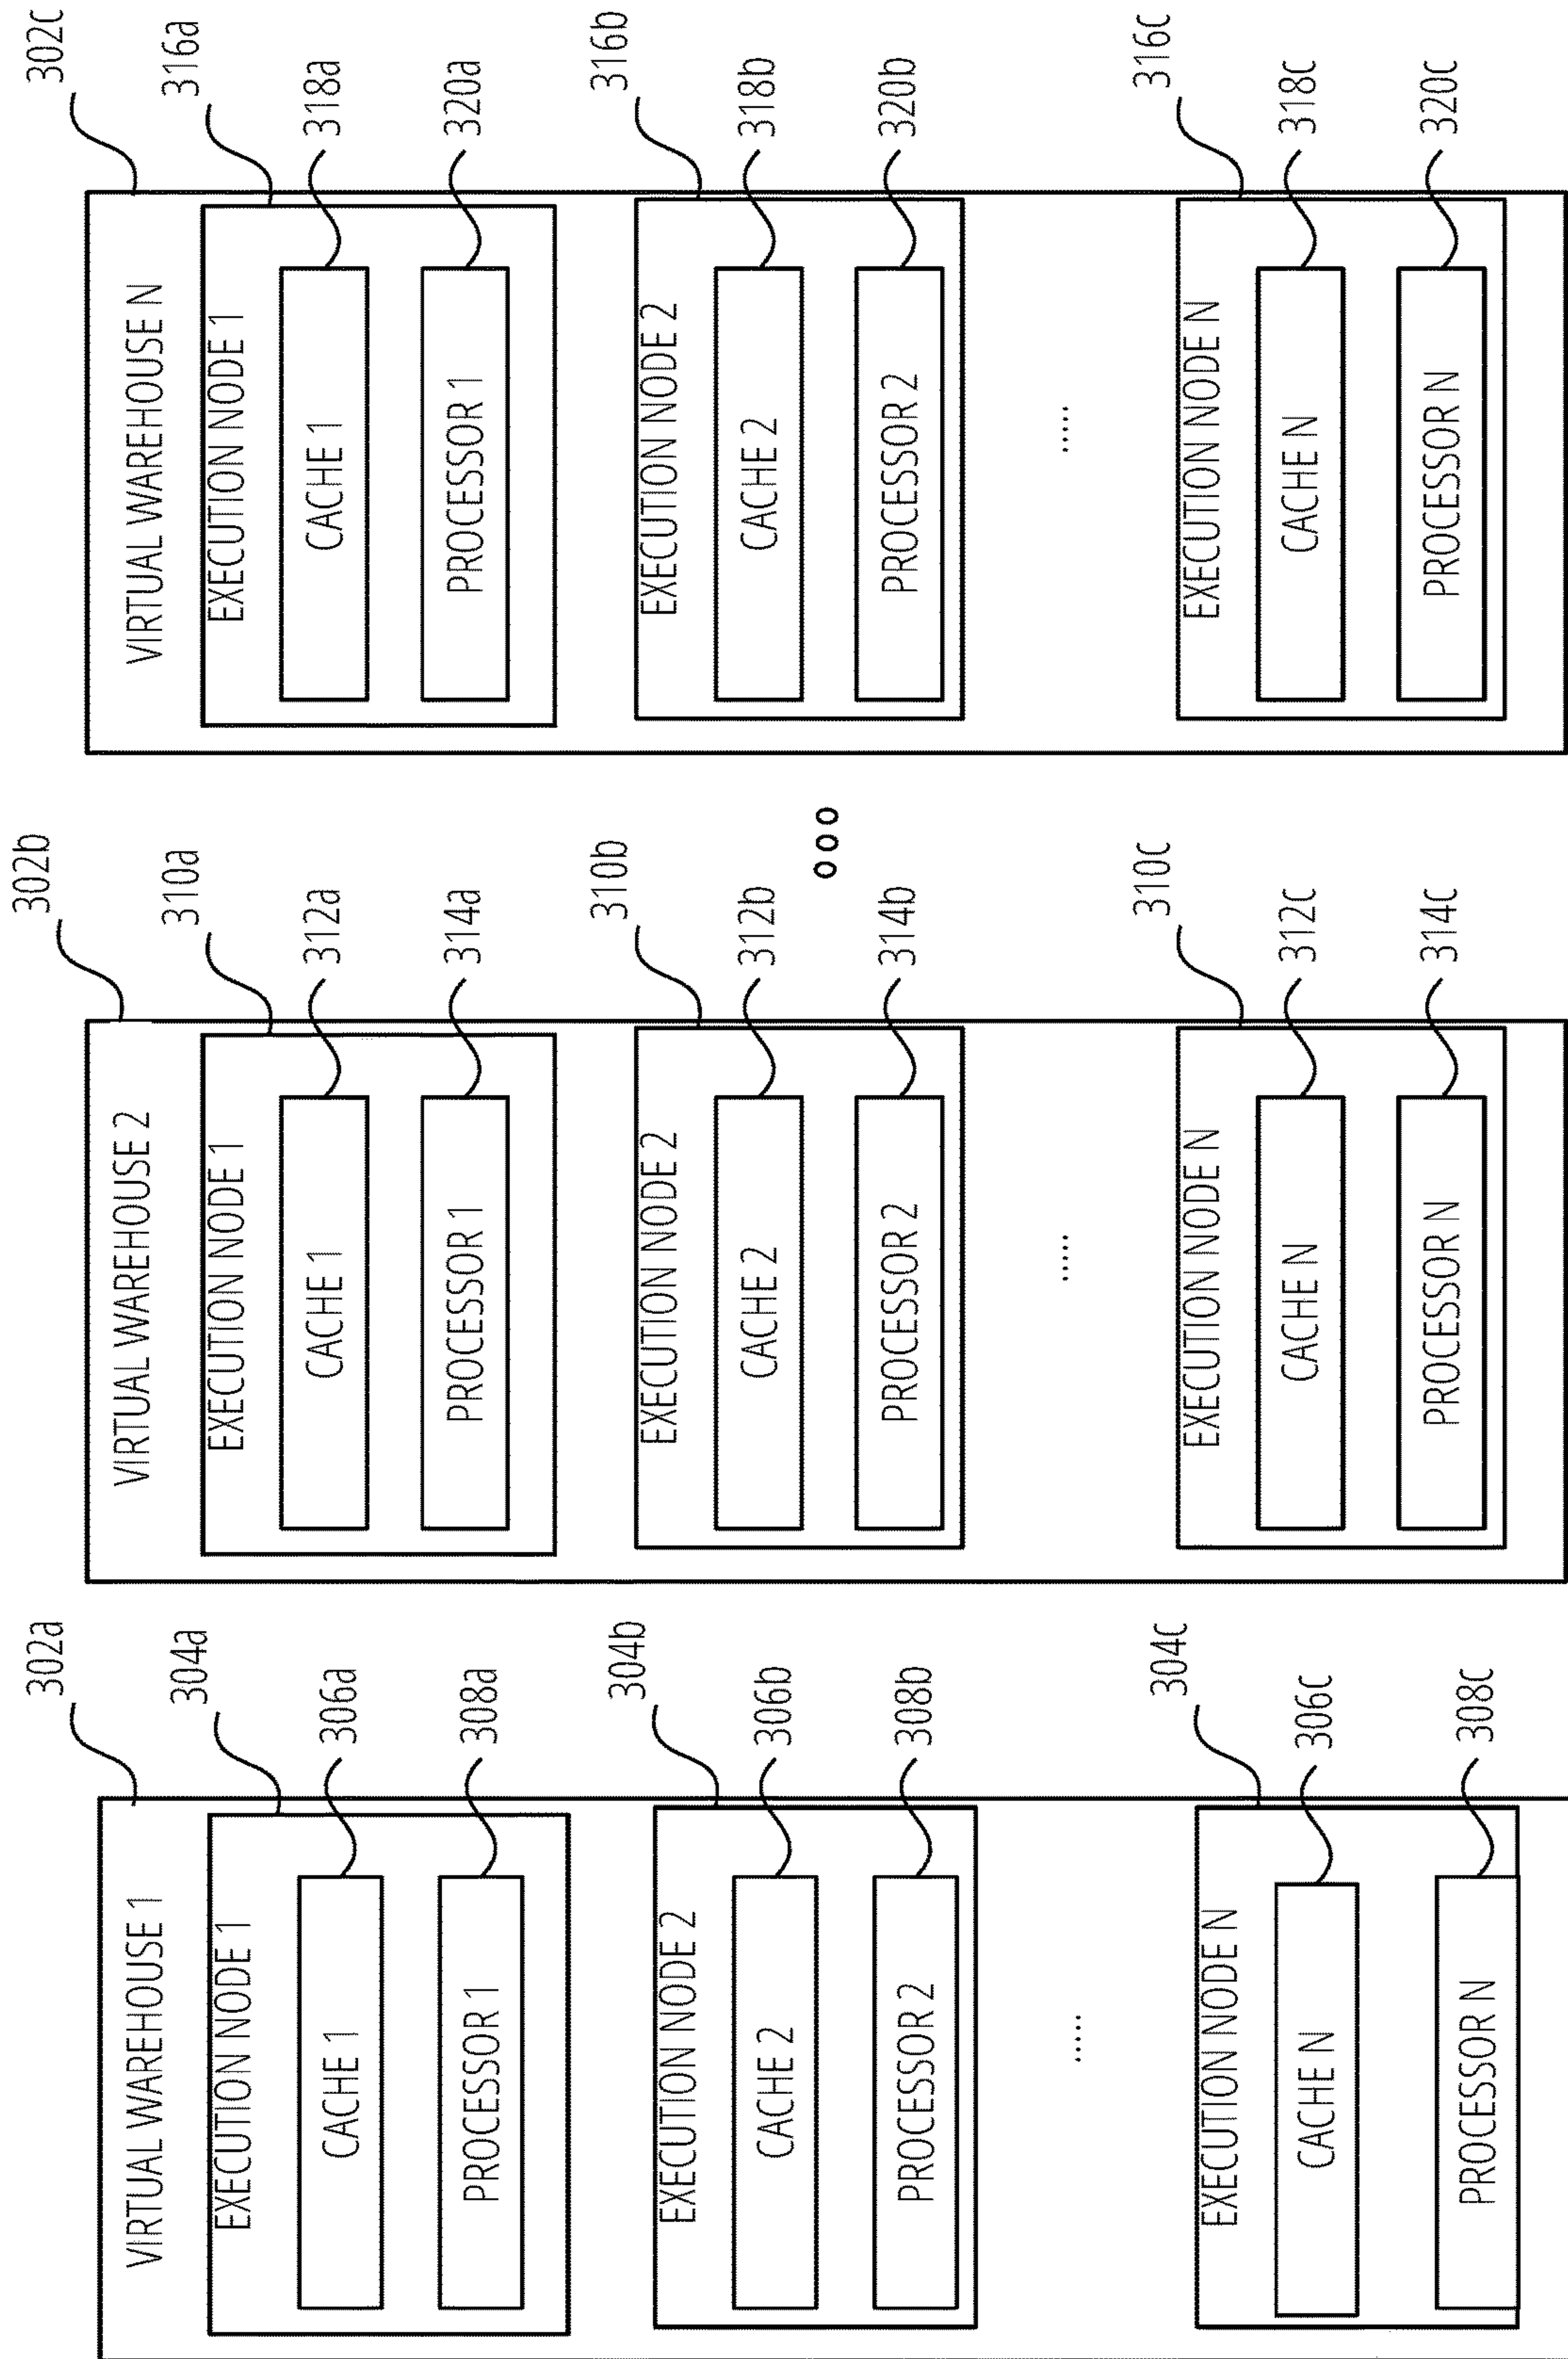 VIRTUAL WAREHOUSE 1
302a
EXECUTION NODE 1
304a
CACHE 1
306a
PROCESSOR 1
308a
EXECUTION NODE 2
304b
CACHE 2
306b
PROCESSOR 2
308b
.....
EXECUTION NODE N
304c
CACHE N
306c
PROCESSOR N
308c
VIRTUAL WAREHOUSE 2
302b
EXECUTION NODE 1
310a
CACHE 1
312a
PROCESSOR 1
314a
EXECUTION NODE 2
310b
CACHE 2
312b
PROCESSOR 2
314b
.....
EXECUTION NODE N
310c
CACHE N
312c
PROCESSOR N
314c
ooo
VIRTUAL WAREHOUSE N
302c
EXECUTION NODE 1
316a
CACHE 1
318a
PROCESSOR 1
320a
EXECUTION NODE 2
316b
CACHE 2
318b
PROCESSOR 2
320b
.....
EXECUTION NODE N
316c
CACHE N
318c
PROCESSOR N
320c